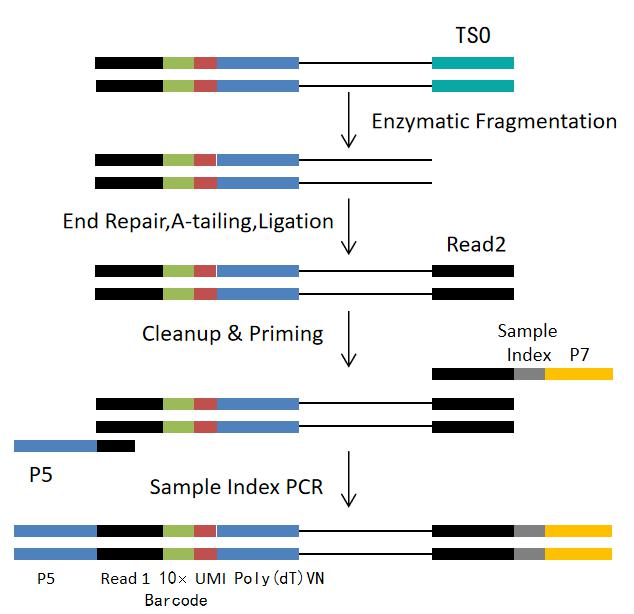 TSO
Enzymatic Fragmentation
End Repair,A-tailing,Ligation
Read2
Cleanup & Priming
Sample
Index P7
P5
Sample Index PCR
P5 Read 1 10× UMI Poly(dT)VN
Barcode